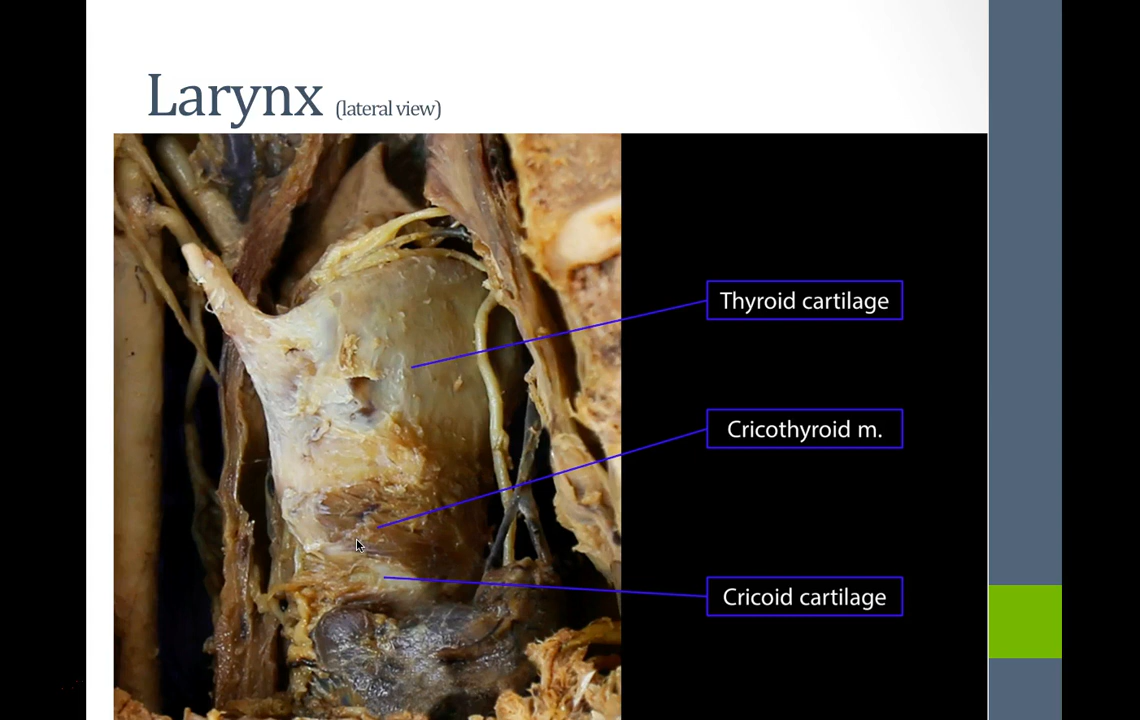 Larynx (lateral view)
Thyroid cartilage
Cricothyroid m.
Cricoid cartilage